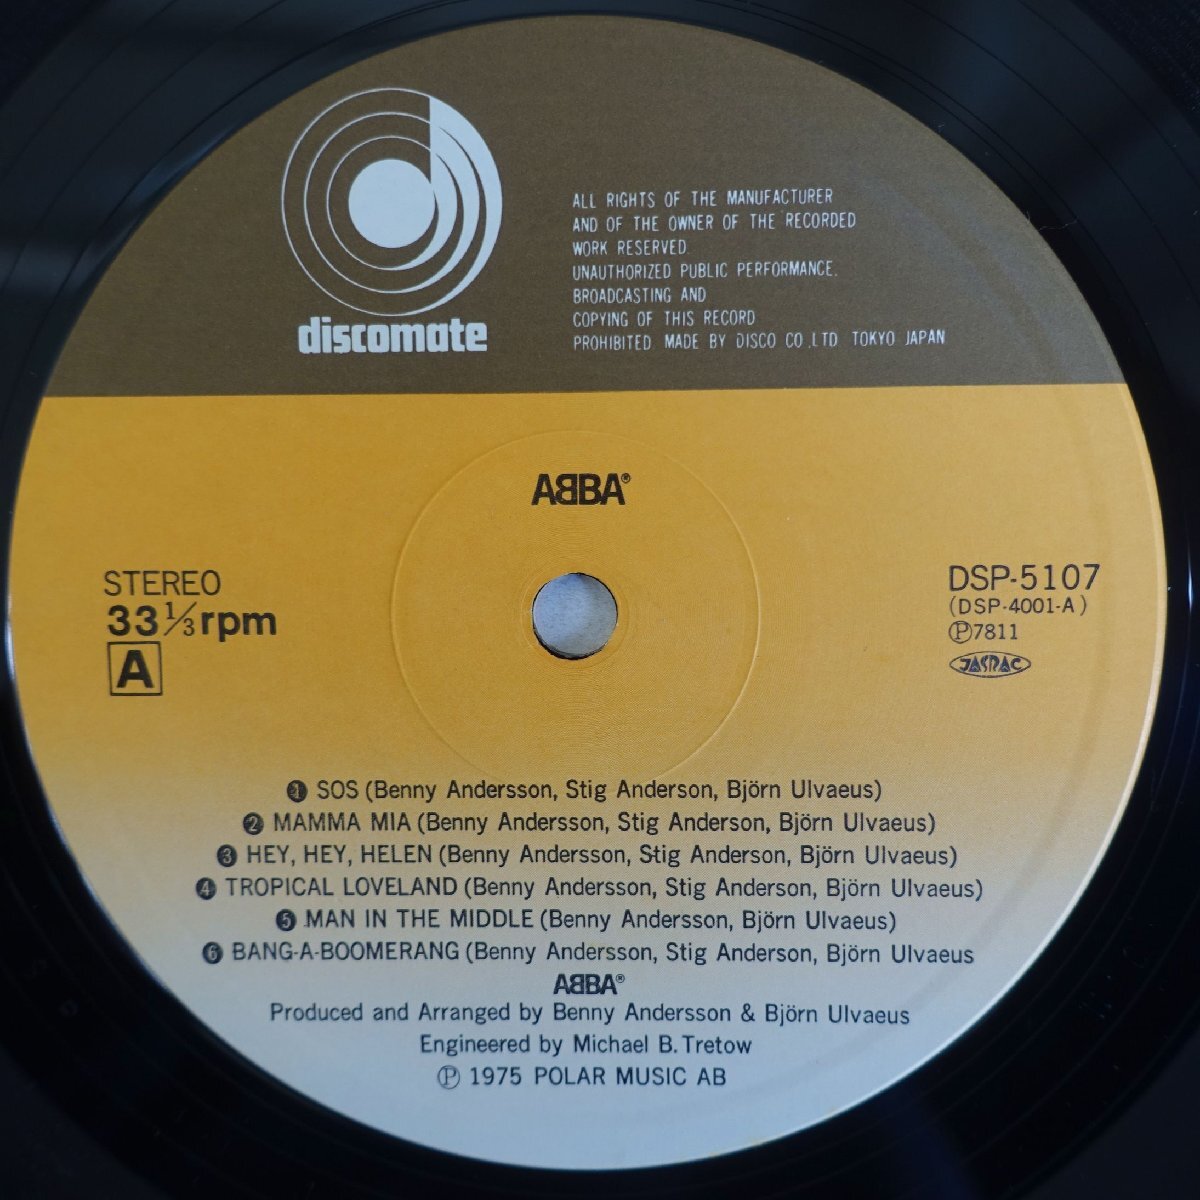 discomate
ALL RIGHTS OF THE MANUFACTURER
AND OF THE OWNER OF THE RECORDED
WORK RESERVED.
UNAUTHORIZED PUBLIC PERFORMANCE.
BROADCASTING AND
COPYING OF THIS RECORD
PROHIBITED MADE BY DISCO CO.,LTD TOKYO JAPAN
ABBA®
STEREO
33 1/3 rpm
A
DSP-5107
(DSP-4001-A)
Ⓟ7811
JASRAC
❶ SOS (Benny Andersson, Stig Anderson, Björn Ulvaeus)
❷ MAMMA MIA (Benny Andersson, Stig Anderson, Björn Ulvaeus)
❸ HEY, HEY, HELEN (Benny Andersson, Stig Anderson, Björn Ulvaeus)
❹ TROPICAL LOVELAND (Benny Andersson, Stig Anderson, Björn Ulvaeus)
❺ MAN IN THE MIDDLE (Benny Andersson, Björn Ulvaeus)
❻ BANG-A-BOOMERANG (Benny Andersson, Stig Anderson, Björn Ulvaeus
ABBA®
Produced and Arranged by Benny Andersson & Björn Ulvaeus
Engineered by Michael B. Tretow
Ⓟ 1975 POLAR MUSIC AB